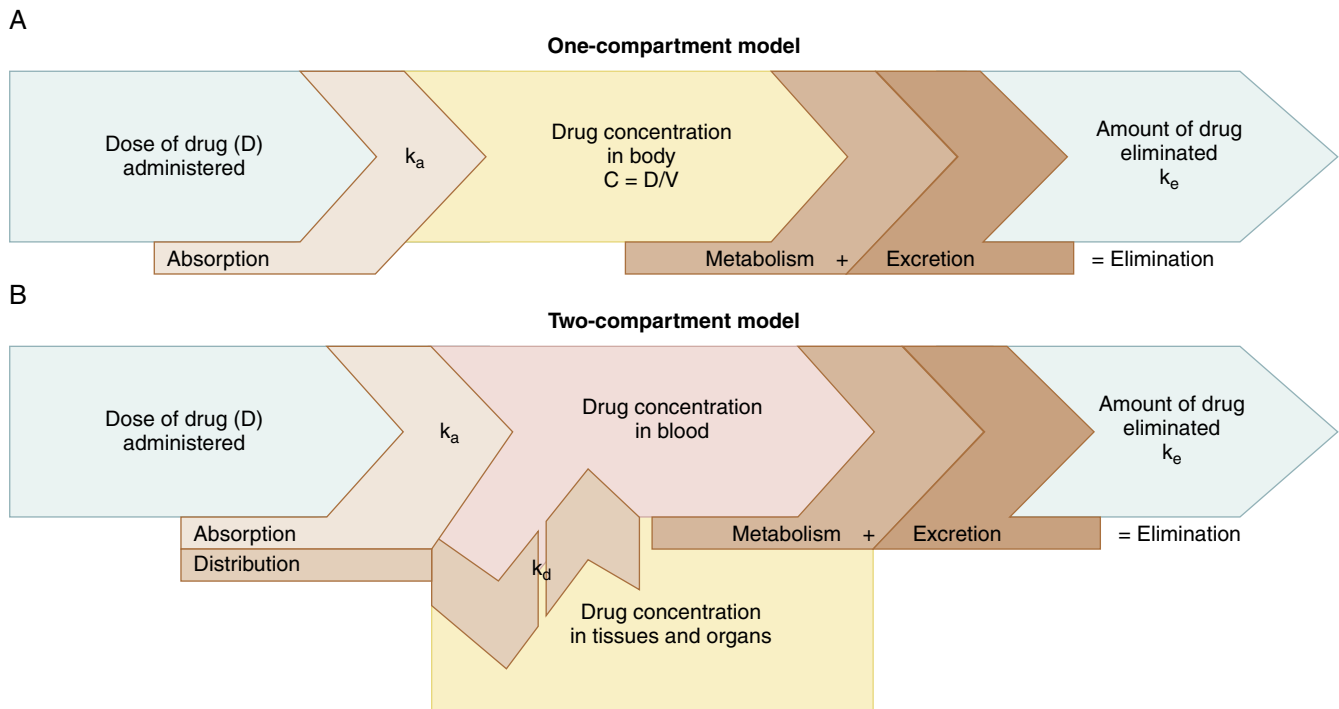 A
One-compartment model
Dose of drug (D)
administered
kₐ
Drug concentration
in body
C = D/V
Amount of drug
eliminated
kₑ
Absorption
Metabolism + Excretion = Elimination
B
Two-compartment model
Dose of drug (D)
administered
kₐ
Drug concentration
in blood
Amount of drug
eliminated
kₑ
Absorption
Metabolism + Excretion = Elimination
Distribution
k_d
Drug concentration
in tissues and organs